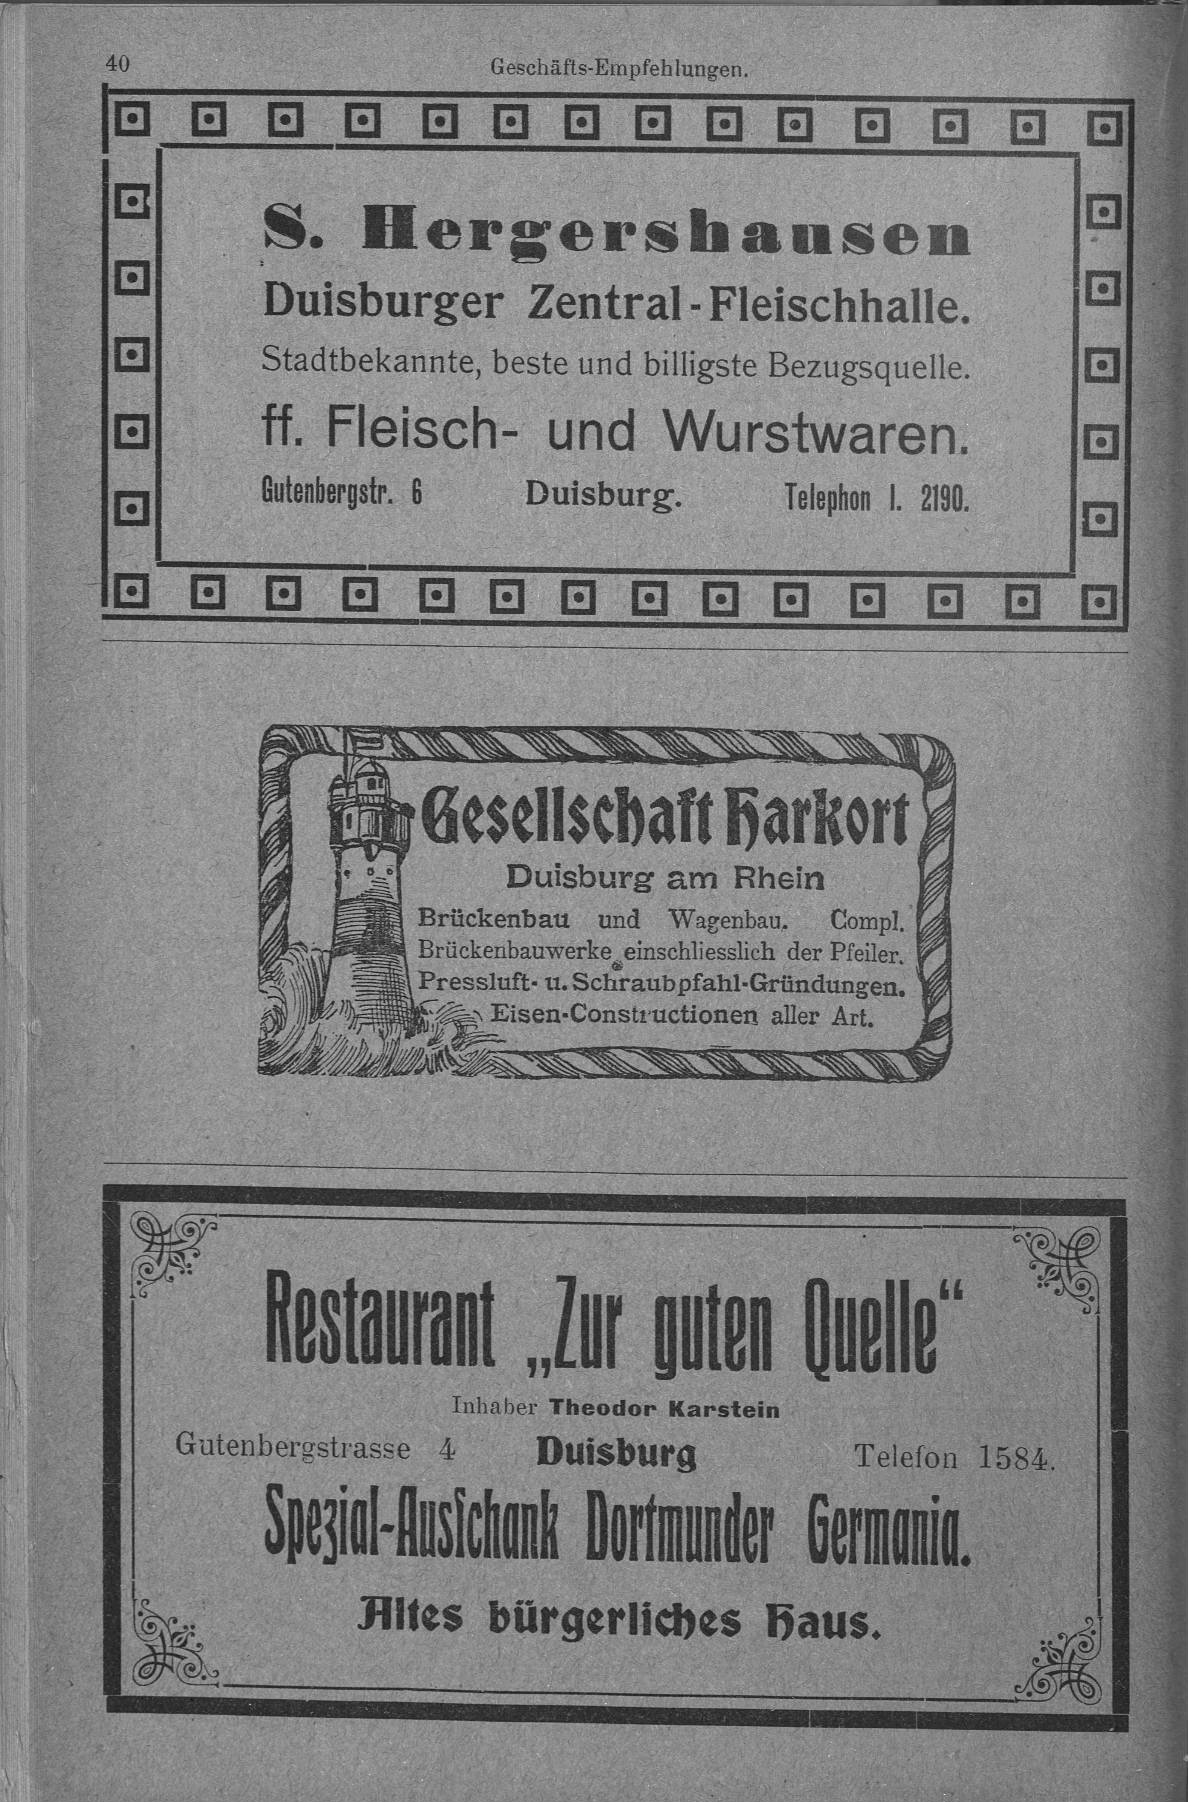 40
Geschäfts-Empfehlungen.
S. Hergershausen
Duisburger Zentral-Fleischhalle.
Stadtbekannte, beste und billigste Bezugsquelle.
ff. Fleisch- und Wurstwaren.
Gutenbergstr. 6 Duisburg. Telephon I. 2190.
Gesellschaft Harkort
Duisburg am Rhein
Brückenbau und Wagenbau. Compl.
Brückenbauwerke einschliesslich der Pfeiler.
Pressluft- u. Schraubpfahl-Gründungen.
Eisen-Constructionen aller Art.
Restaurant „Zur guten Quelle“
Inhaber Theodor Karstein
Gutenbergstrasse 4 Duisburg Telefon 1584.
Spezial-Ausſchank Dortmunder Germania.
Altes bürgerliches Haus.